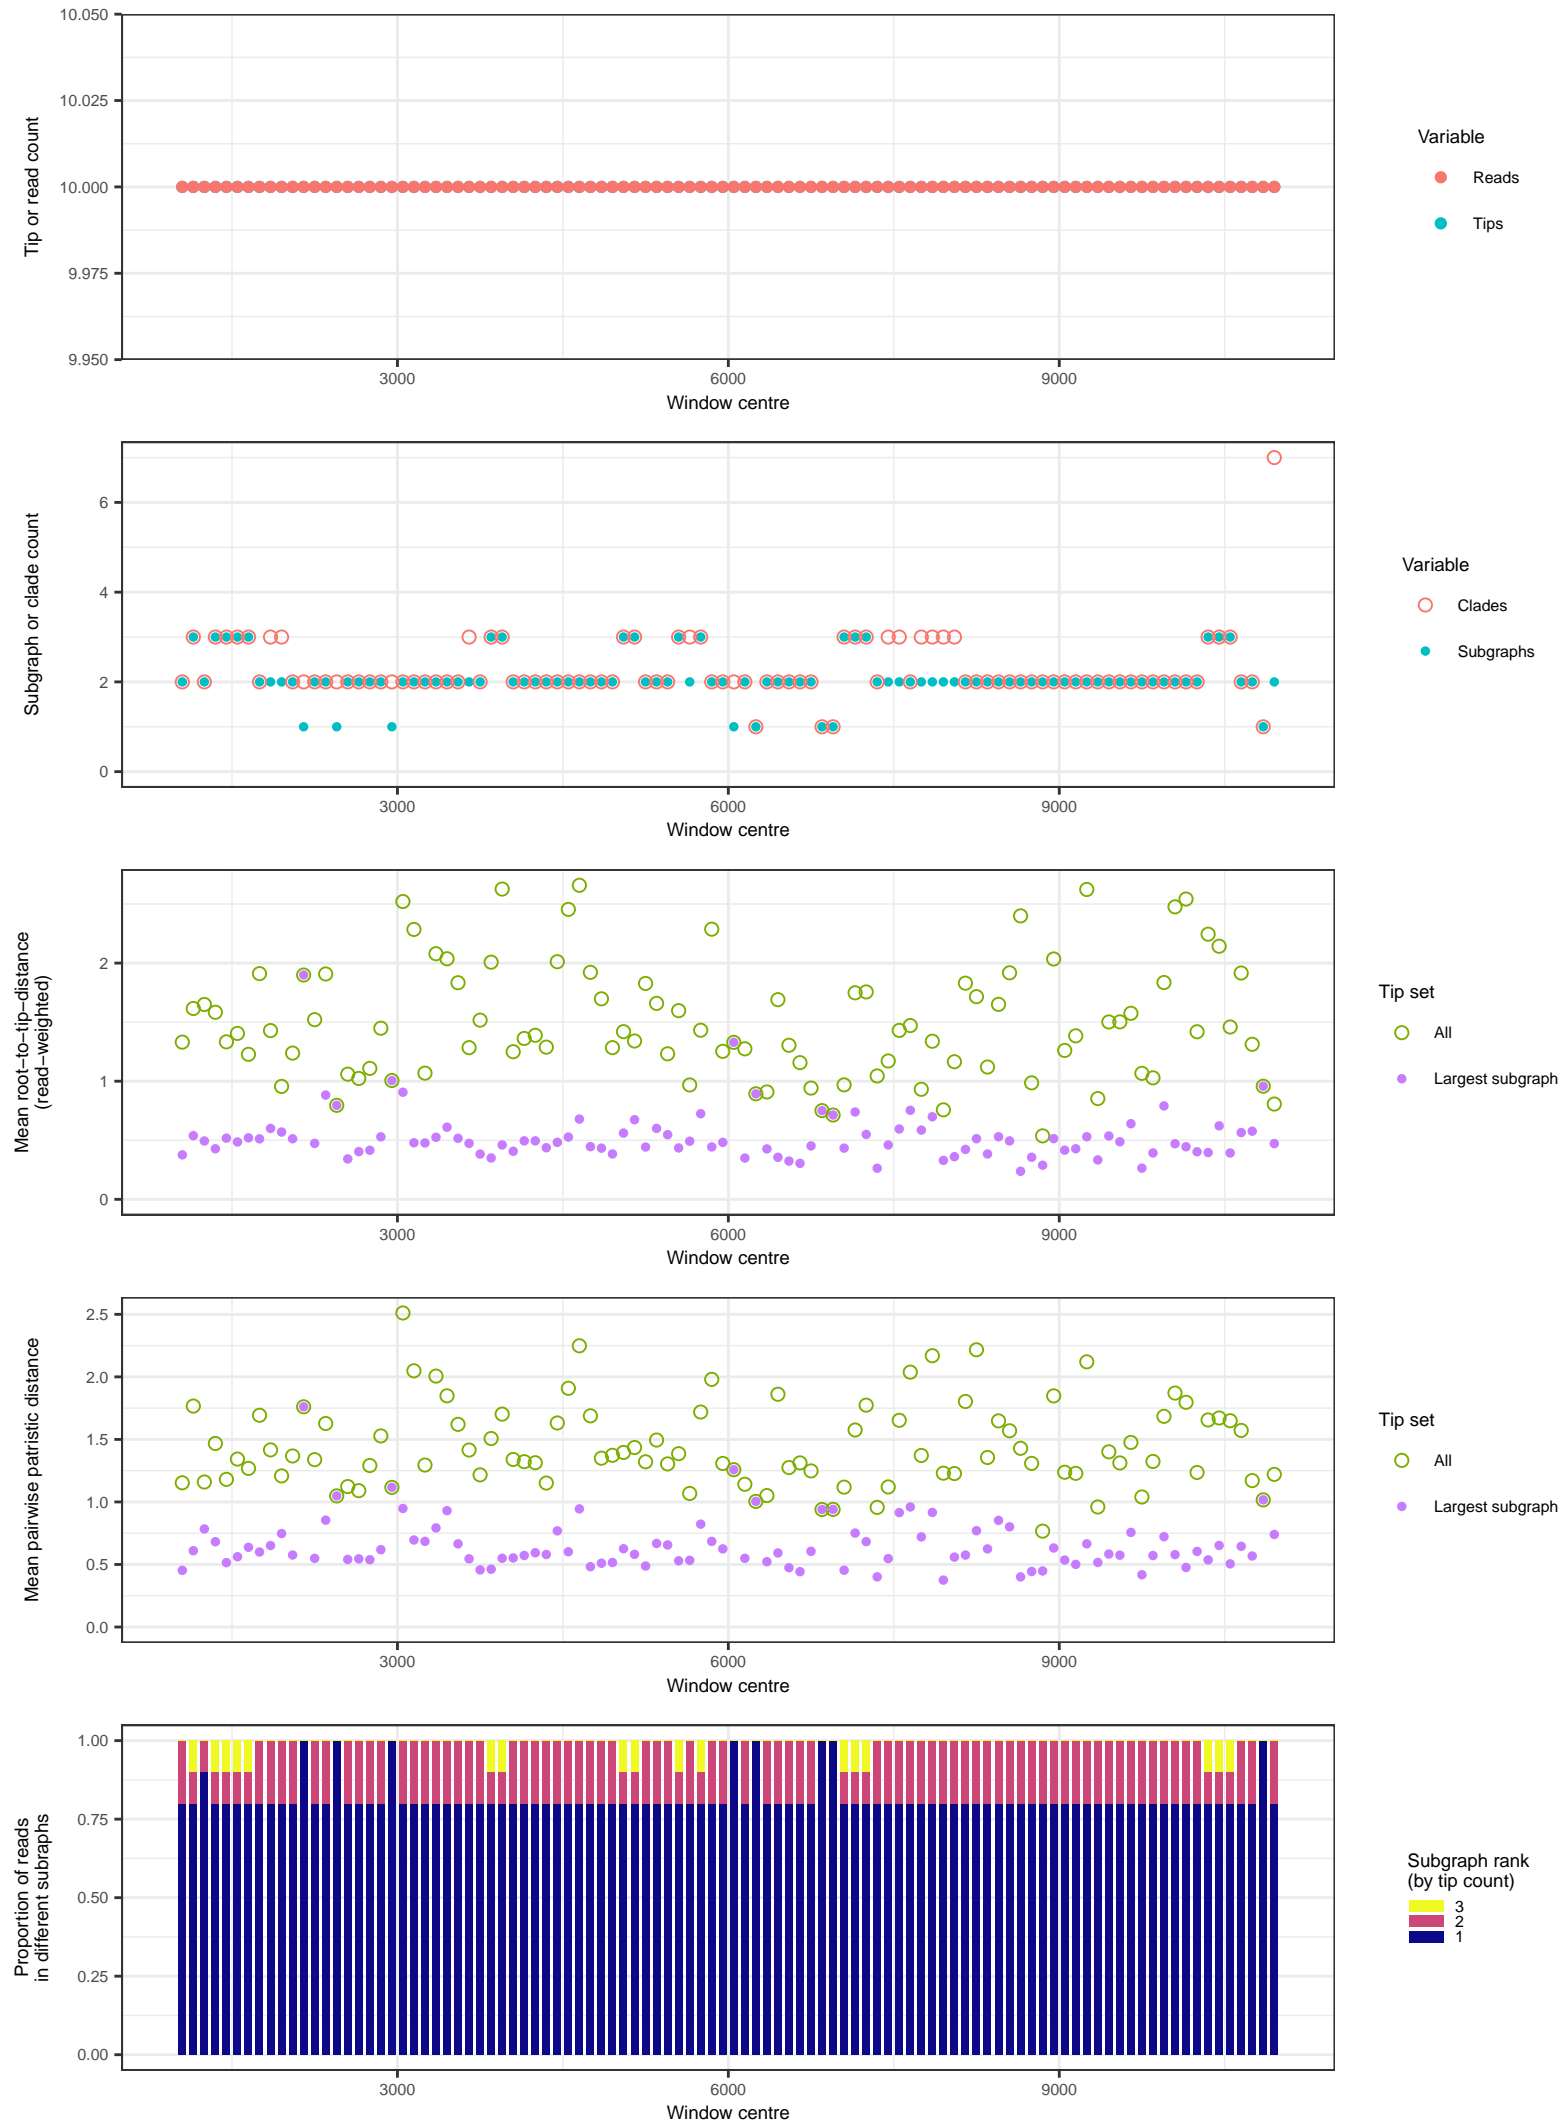 10.050
10.025
10.000
9.975
9.950
Tip or read count
3000 6000 9000
Window centre
Variable
Reads
Tips
6
4
2
0
Subgraph or clade count
3000 6000 9000
Window centre
Variable
Clades
Subgraphs
2
1
0
Mean root−to−tip−distance
(read−weighted)
3000 6000 9000
Window centre
Tip set
All
Largest subgraph
2.5
2.0
1.5
1.0
0.5
0.0
Mean pairwise patristic distance
3000 6000 9000
Window centre
Tip set
All
Largest subgraph
1.00
0.75
0.50
0.25
0.00
Proportion of reads
in different subraphs
3000 6000 9000
Window centre
Subgraph rank
(by tip count)
3
2
1